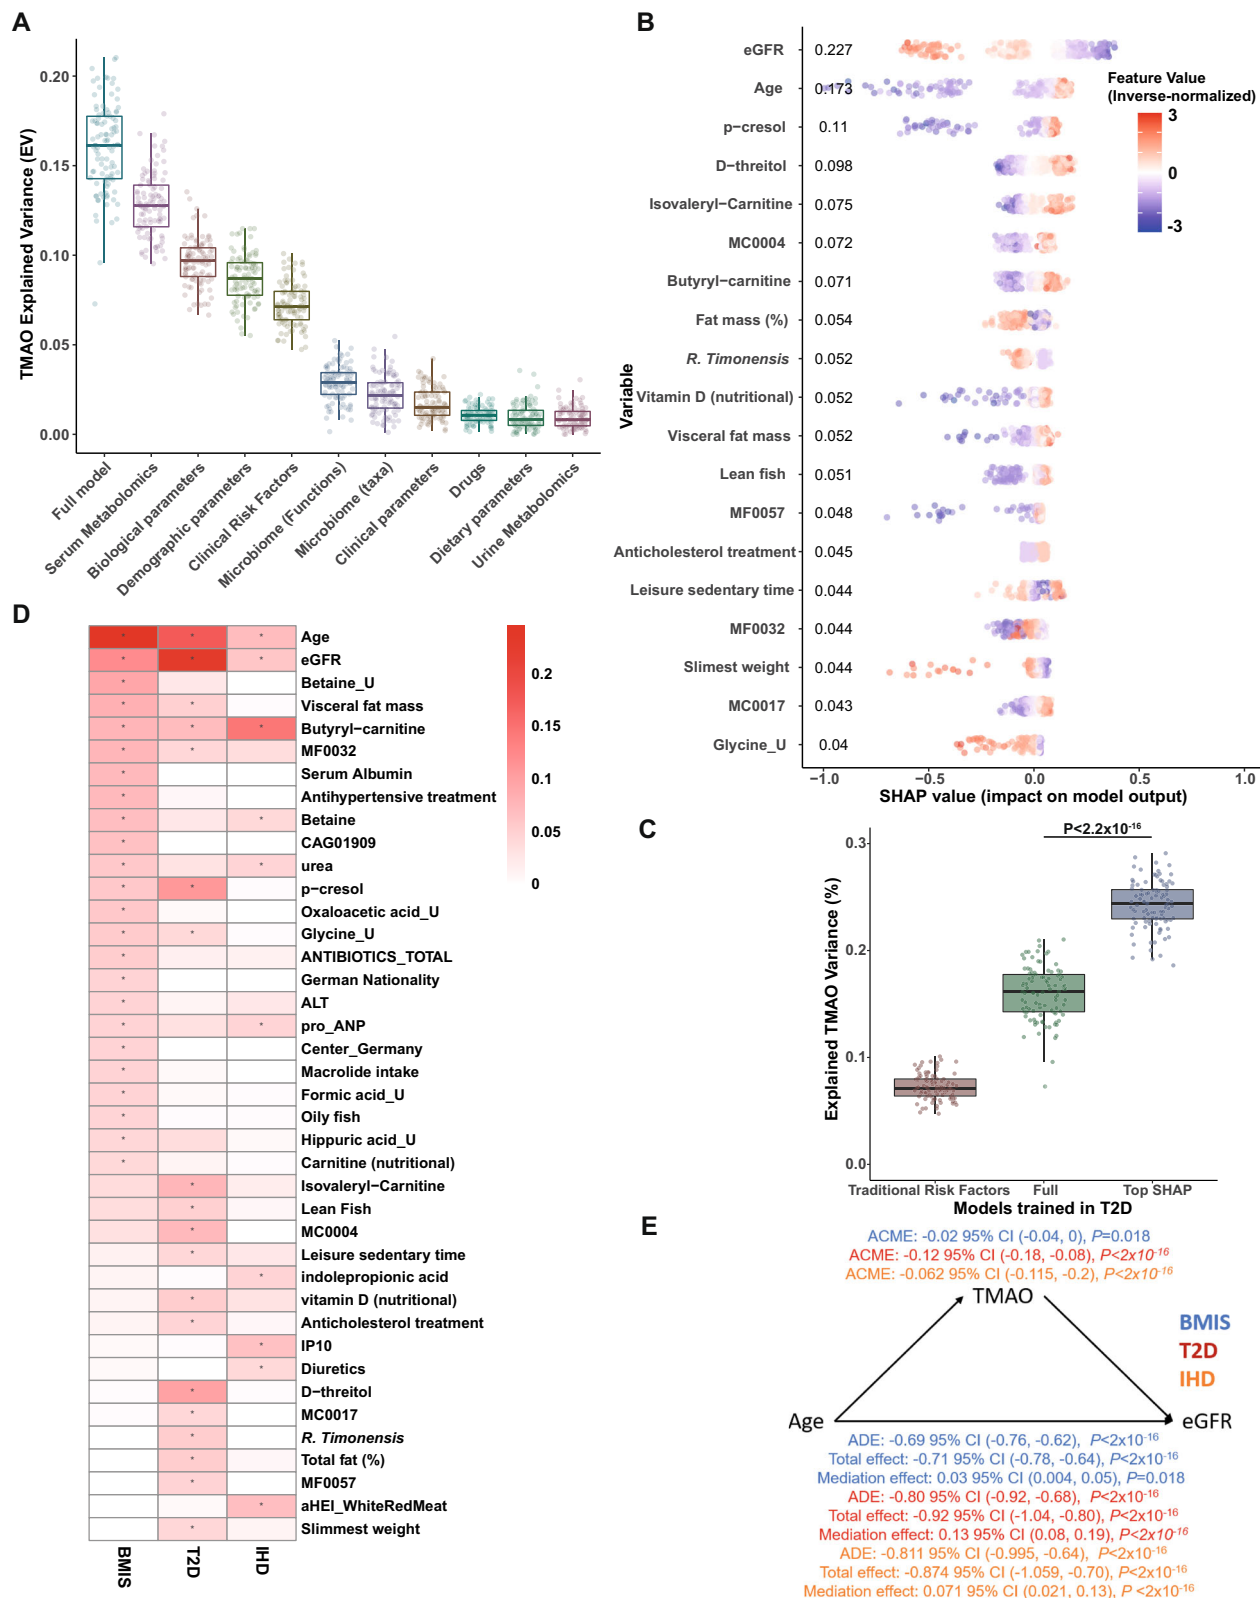 A
TMAO Explained Variance (EV)
0.20
0.15
0.10
0.05
0.00
Full model
Serum Metabolomics
Biological parameters
Demographic parameters
Clinical Risk Factors
Microbiome (Functions)
Microbiome (taxa)
Clinical parameters
Drugs
Dietary parameters
Urine Metabolomics
B
Variable
eGFR 0.227
Age 0.173
p−cresol 0.11
D−threitol 0.098
Isovaleryl−Carnitine 0.075
MC0004 0.072
Butyryl−carnitine 0.071
Fat mass (%) 0.054
R. Timonensis 0.052
Vitamin D (nutritional) 0.052
Visceral fat mass 0.052
Lean fish 0.051
MF0057 0.048
Anticholesterol treatment 0.045
Leisure sedentary time 0.044
MF0032 0.044
Slimest weight 0.044
MC0017 0.043
Glycine_U 0.04
−1.0 −0.5 0.0 0.5 1.0
SHAP value (impact on model output)
Feature Value
(Inverse−normalized)
3
0
-3
C
P<2.2x10-16
Explained TMAO Variance (%)
0.3
0.2
0.1
0.0
Traditional Risk Factors Full Top SHAP
Models trained in T2D
D
* * * Age
* * * eGFR
* Betaine_U
* * Visceral fat mass
* * * Butyryl−carnitine
* * MF0032
* Serum Albumin
* Antihypertensive treatment
* * Betaine
* CAG01909
* * urea
* * p−cresol
* Oxaloacetic acid_U
* * Glycine_U
* ANTIBIOTICS_TOTAL
* German Nationality
* ALT
* * pro_ANP
* Center_Germany
* Macrolide intake
* Formic acid_U
* Oily fish
* Hippuric acid_U
* Carnitine (nutritional)
* Isovaleryl−Carnitine
* Lean Fish
* MC0004
* Leisure sedentary time
* indolepropionic acid
* vitamin D (nutritional)
* Anticholesterol treatment
* IP10
* Diuretics
* D−threitol
* MC0017
* R. Timonensis
* Total fat (%)
* MF0057
* aHEI_WhiteRedMeat
* Slimmest weight
BMIS T2D IHD
0.2
0.15
0.1
0.05
0
E
ACME: -0.02 95% CI (-0.04, 0), P=0.018
ACME: -0.12 95% CI (-0.18, -0.08), P<2x10-16
ACME: -0.062 95% CI (-0.115, -0.2), P<2x10-16
TMAO
BMIS
T2D
IHD
Age
eGFR
ADE: -0.69 95% CI (-0.76, -0.62), P<2x10-16
Total effect: -0.71 95% CI (-0.78, -0.64), P<2x10-16
Mediation effect: 0.03 95% CI (0.004, 0.05), P=0.018
ADE: -0.80 95% CI (-0.92, -0.68), P<2x10-16
Total effect: -0.92 95% CI (-1.04, -0.80), P<2x10-16
Mediation effect: 0.13 95% CI (0.08, 0.19), P<2x10-16
ADE: -0.811 95% CI (-0.995, -0.64), P<2x10-16
Total effect: -0.874 95% CI (-1.059, -0.70), P<2x10-16
Mediation effect: 0.071 95% CI (0.021, 0.13), P <2x10-16